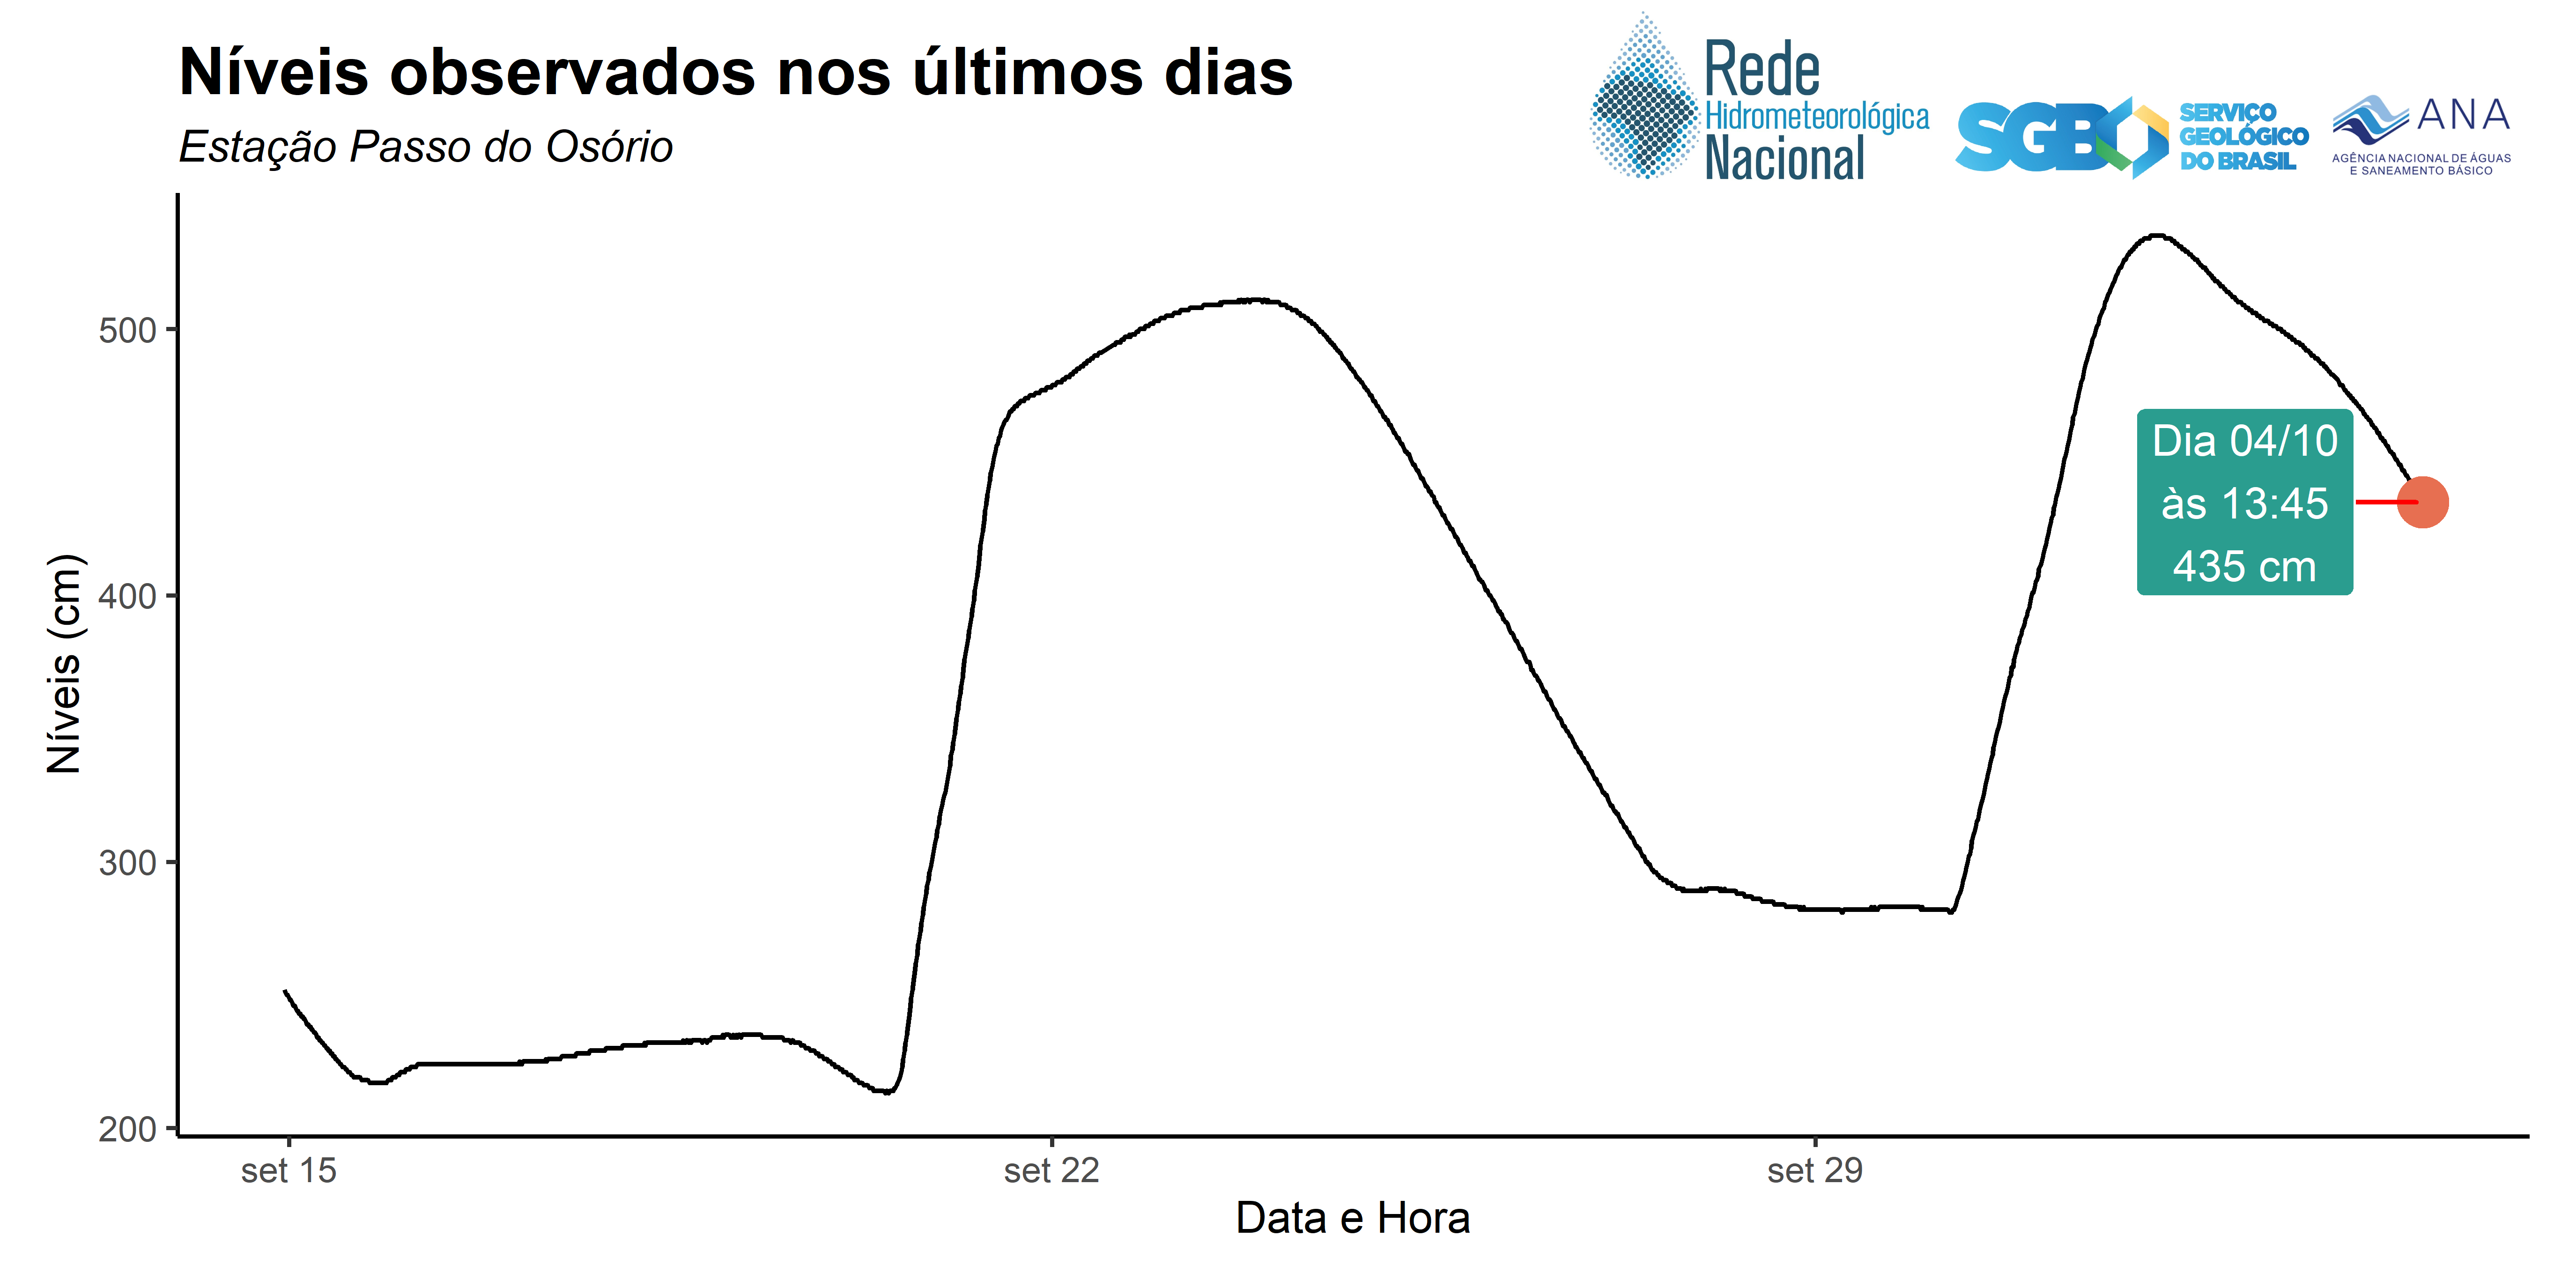 Níveis observados nos últimos dias
Estação Passo do Osório
Rede
Hidrometeorológica
Nacional
SGB
SERVIÇO
GEOLÓGICO
DO BRASIL
ANA
AGÊNCIA NACIONAL DE ÁGUAS
E SANEAMENTO BÁSICO
Níveis (cm)
500
400
300
200
Dia 04/10
às 13:45
435 cm
set 15
set 22
set 29
Data e Hora